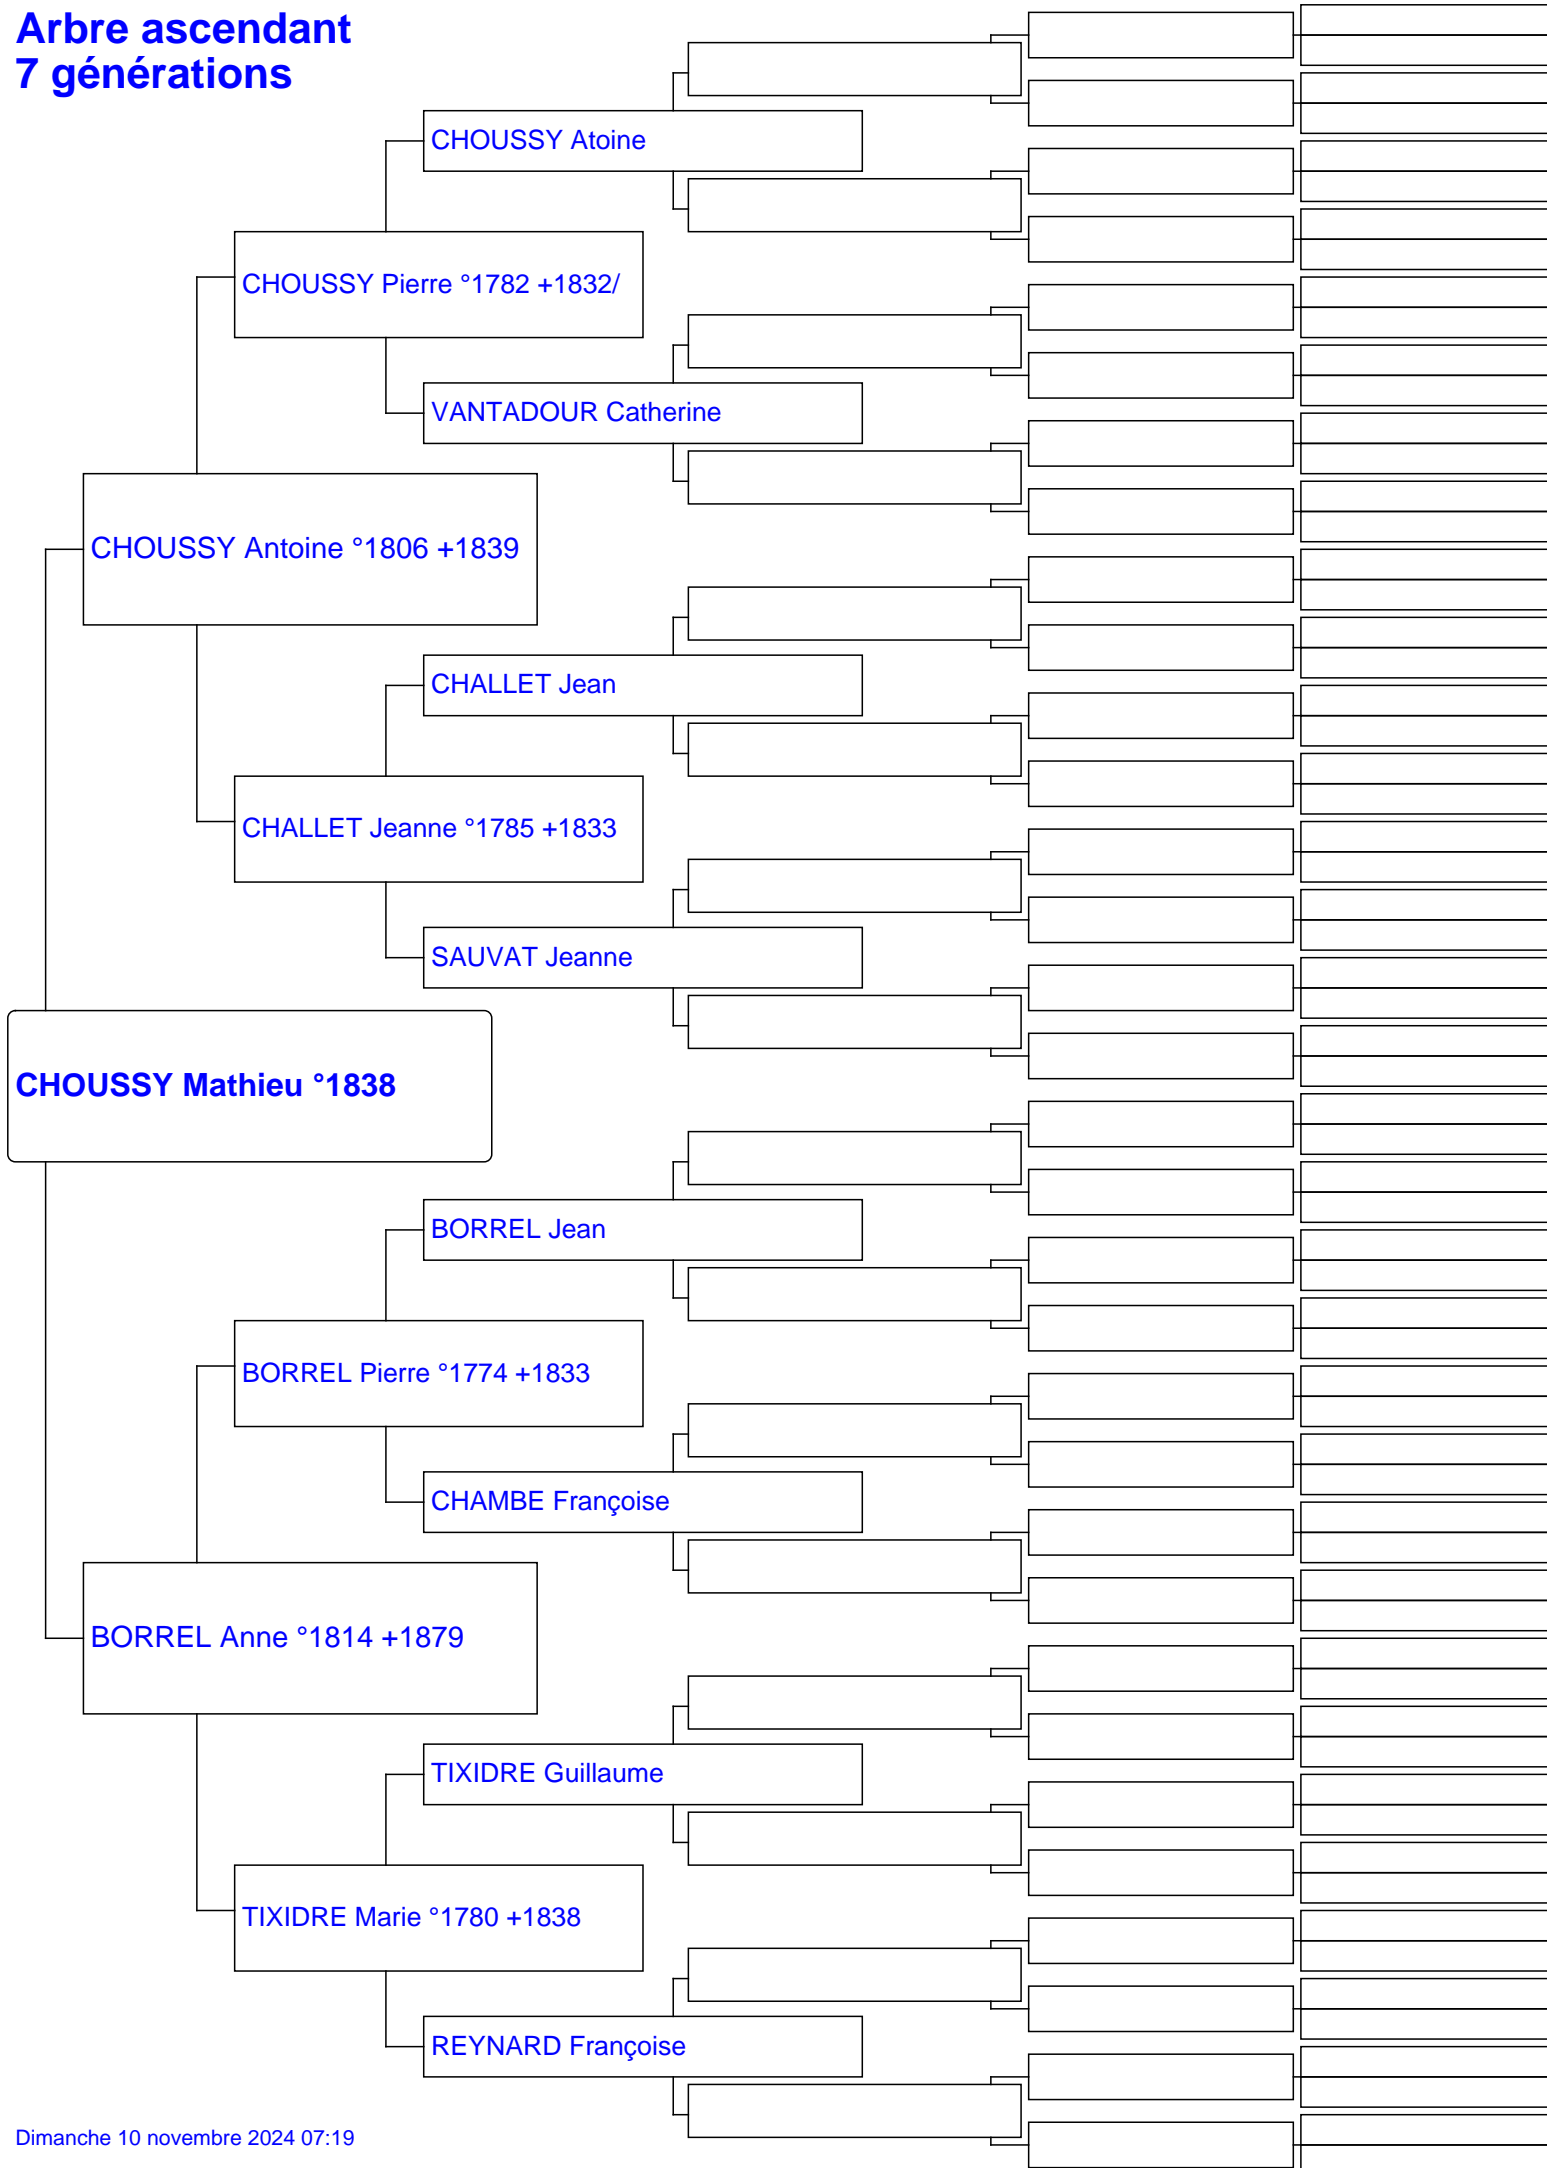 Arbre ascendant
7 générations
CHOUSSY Atoine
CHOUSSY Pierre °1782 +1832/
VANTADOUR Catherine
CHOUSSY Antoine °1806 +1839
CHALLET Jean
CHALLET Jeanne °1785 +1833
SAUVAT Jeanne
CHOUSSY Mathieu °1838
BORREL Jean
BORREL Pierre °1774 +1833
CHAMBE Françoise
BORREL Anne °1814 +1879
TIXIDRE Guillaume
TIXIDRE Marie °1780 +1838
REYNARD Françoise
Dimanche 10 novembre 2024 07:19